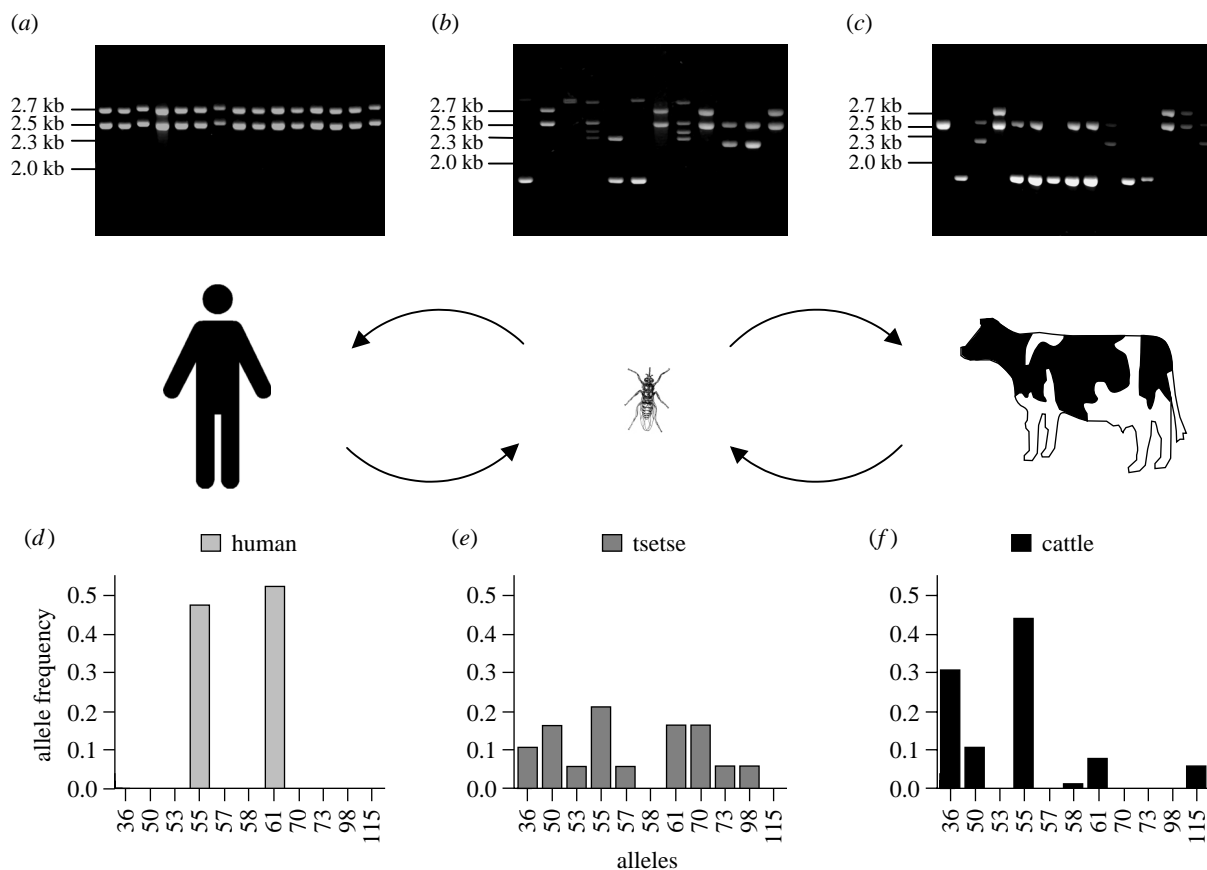 (a)
2.7 kb
2.5 kb
2.3 kb
2.0 kb
(b)
2.7 kb
2.5 kb
2.3 kb
2.0 kb
(c)
2.7 kb
2.5 kb
2.3 kb
2.0 kb
(d)
human
allele frequency
0.5
0.4
0.3
0.2
0.1
0.0
36 50 53 55 57 58 61 70 73 98 115
(e)
tsetse
0.5
0.4
0.3
0.2
0.1
0.0
36 50 53 55 57 58 61 70 73 98 115
alleles
(f)
cattle
0.5
0.4
0.3
0.2
0.1
0.0
36 50 53 55 57 58 61 70 73 98 115